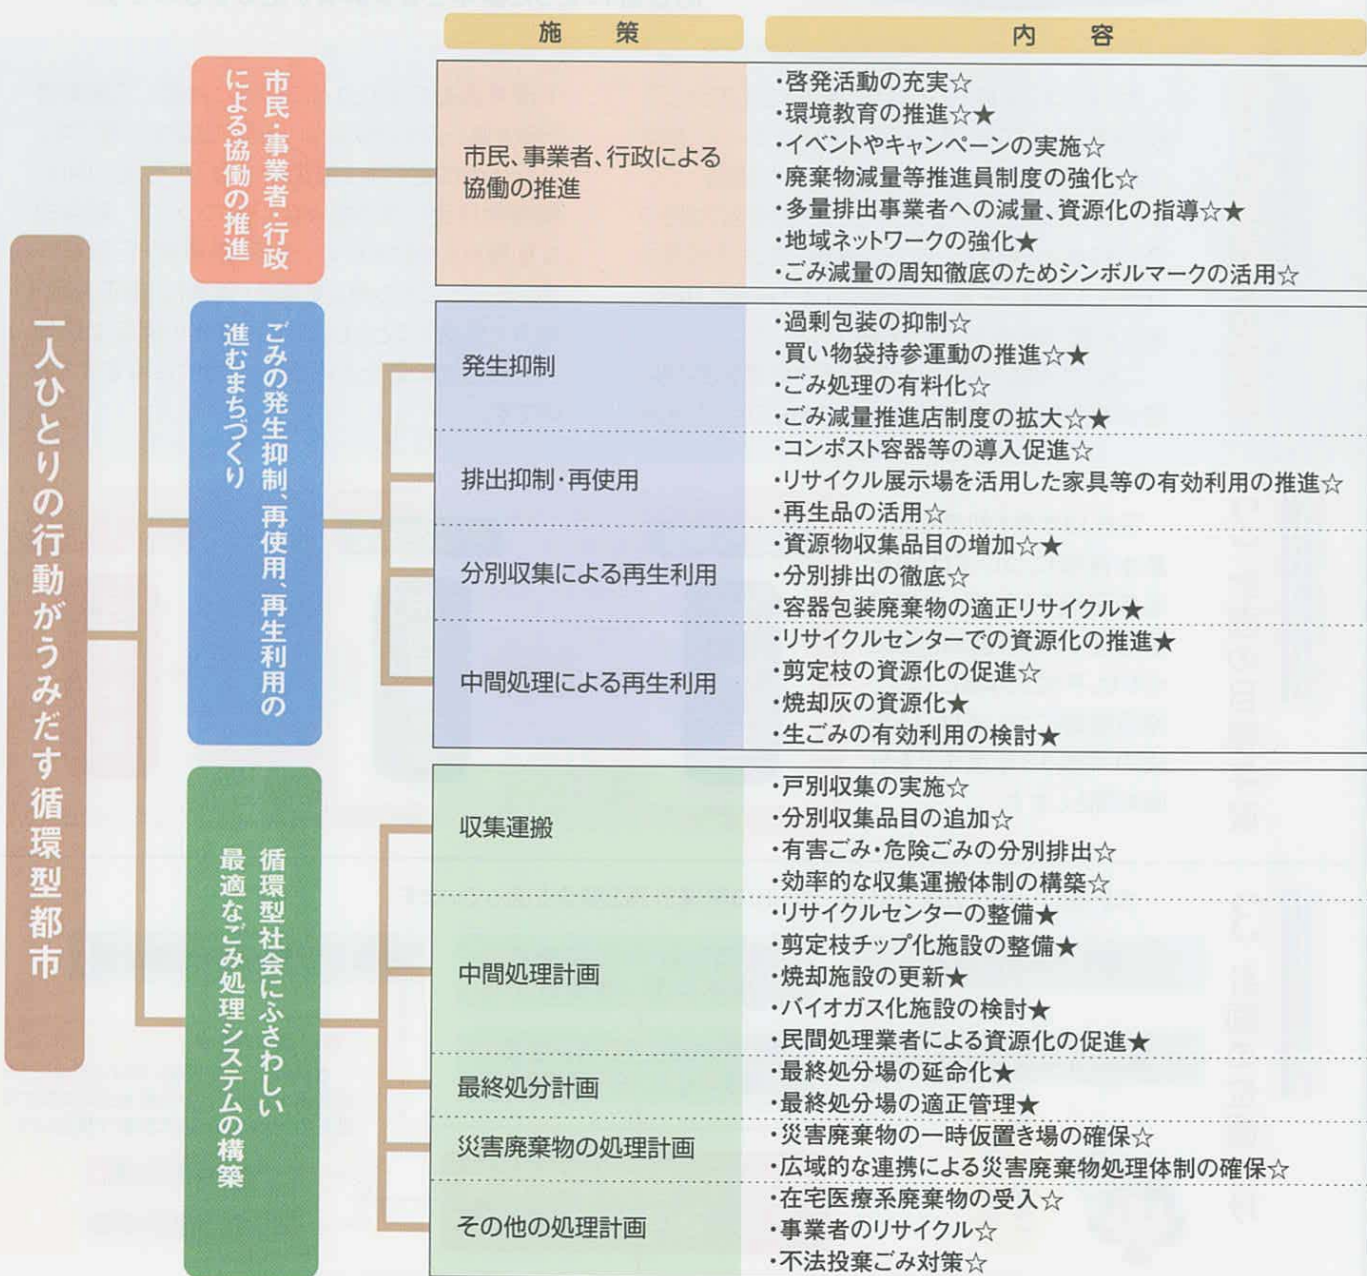 施策
内容
一人ひとりの行動がうみだす循環型都市
市民・事業者・行政
による協働の推進
市民、事業者、行政による
協働の推進
・啓発活動の充実☆
・環境教育の推進☆★
・イベントやキャンペーンの実施☆
・廃棄物減量等推進員制度の強化☆
・多量排出事業者への減量、資源化の指導☆★
・地域ネットワークの強化★
・ごみ減量の周知徹底のためシンボルマークの活用☆
ごみの発生抑制、再使用、再生利用の
進むまちづくり
発生抑制
・過剰包装の抑制☆
・買い物袋持参運動の推進☆★
・ごみ処理の有料化☆
・ごみ減量推進店制度の拡大☆★
排出抑制・再使用
・コンポスト容器等の導入促進☆
・リサイクル展示場を活用した家具等の有効利用の推進☆
・再生品の活用☆
分別収集による再生利用
・資源物収集品目の増加☆★
・分別排出の徹底☆
・容器包装廃棄物の適正リサイクル★
中間処理による再生利用
・リサイクルセンターでの資源化の推進★
・剪定枝の資源化の促進☆
・焼却灰の資源化★
・生ごみの有効利用の検討★
循環型社会にふさわしい
最適なごみ処理システムの構築
収集運搬
・戸別収集の実施☆
・分別収集品目の追加☆
・有害ごみ・危険ごみの分別排出☆
・効率的な収集運搬体制の構築☆
中間処理計画
・リサイクルセンターの整備★
・剪定枝チップ化施設の整備★
・焼却施設の更新★
・バイオガス化施設の検討★
・民間処理業者による資源化の促進★
最終処分計画
・最終処分場の延命化★
・最終処分場の適正管理★
災害廃棄物の処理計画
・災害廃棄物の一時仮置き場の確保☆
・広域的な連携による災害廃棄物処理体制の確保☆
その他の処理計画
・在宅医療系廃棄物の受入☆
・事業者のリサイクル☆
・不法投棄ごみ対策☆